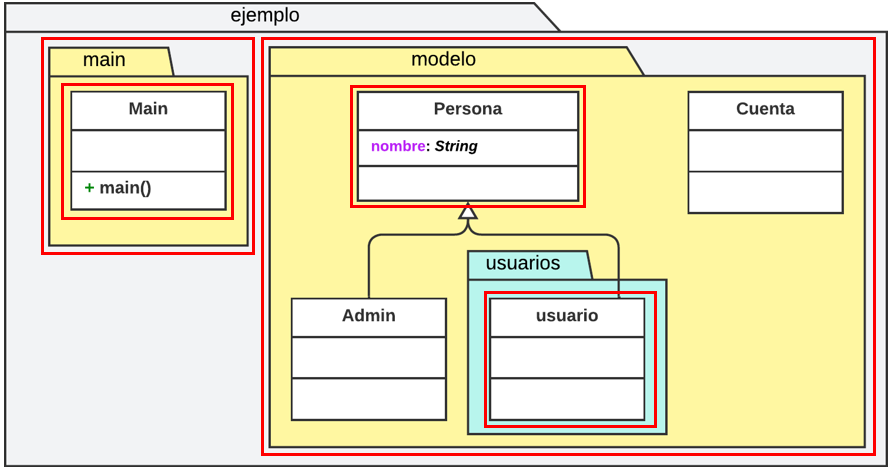 ejemplo
main
Main
+ main()
modelo
Persona
nombre: String
Cuenta
Admin
usuarios
usuario